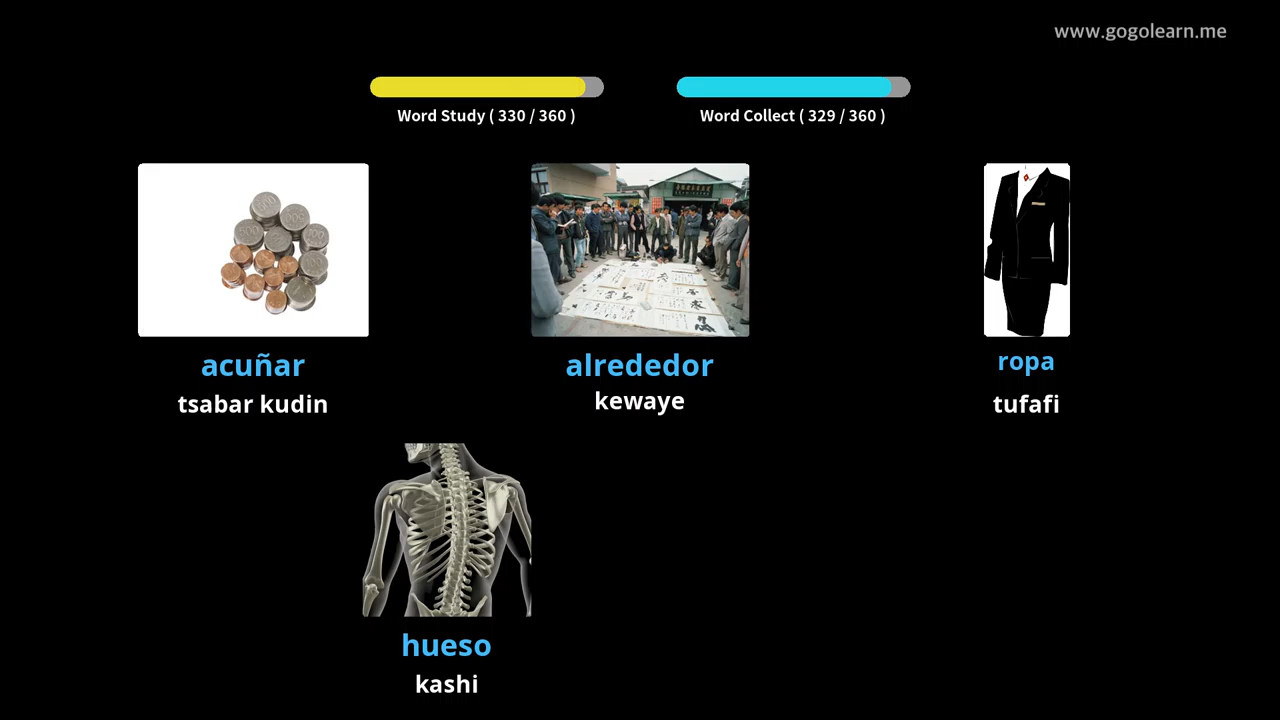 www.gogolearn.me
Word Study ( 330 / 360 )
Word Collect ( 329 / 360 )
acuñar
tsabar kudin
alrededor
kewaye
ropa
tufafi
hueso
kashi